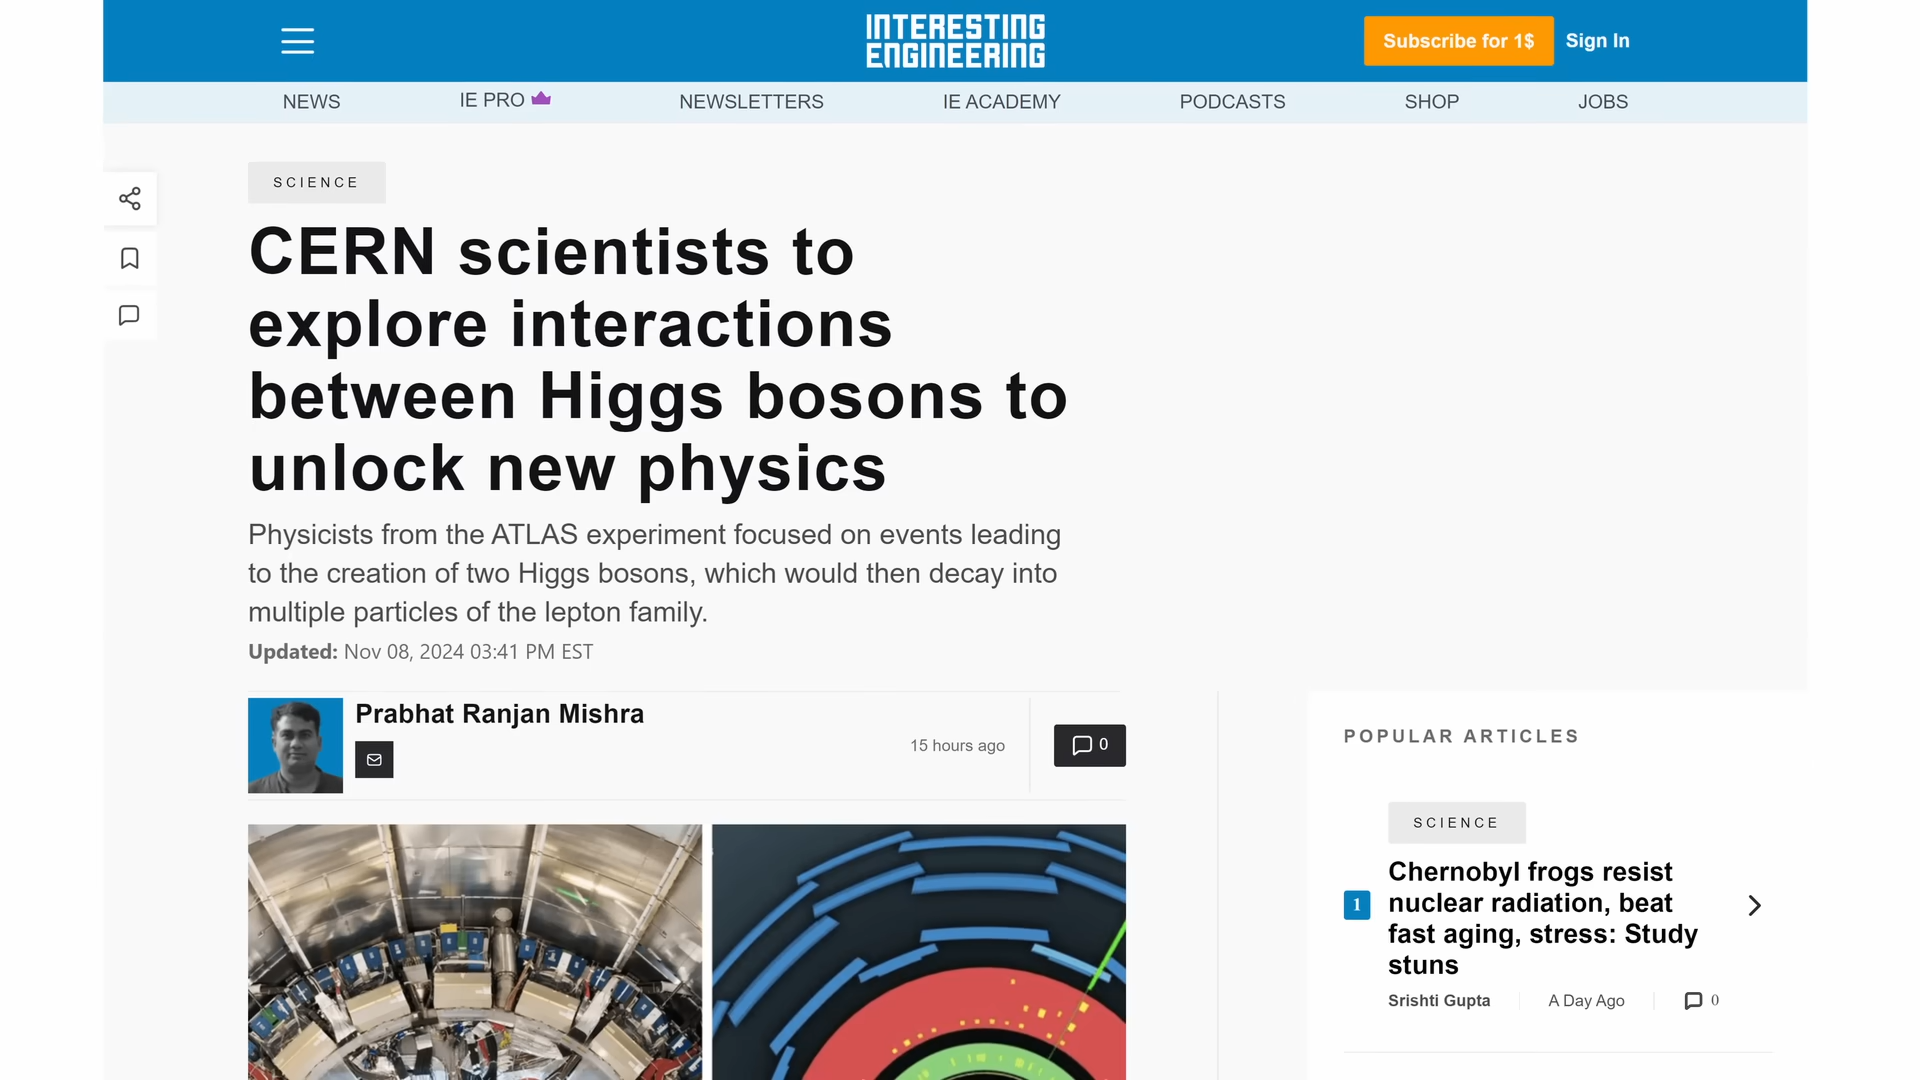 INTERESTING
ENGINEERING
Subscribe for 1$
Sign In
NEWS
IE PRO
NEWSLETTERS
IE ACADEMY
PODCASTS
SHOP
JOBS
SCIENCE
CERN scientists to
explore interactions
between Higgs bosons to
unlock new physics
Physicists from the ATLAS experiment focused on events leading
to the creation of two Higgs bosons, which would then decay into
multiple particles of the lepton family.
Updated: Nov 08, 2024 03:41 PM EST
Prabhat Ranjan Mishra
15 hours ago
0
POPULAR ARTICLES
SCIENCE
1
Chernobyl frogs resist
nuclear radiation, beat
fast aging, stress: Study
stuns
Srishti Gupta
A Day Ago
0